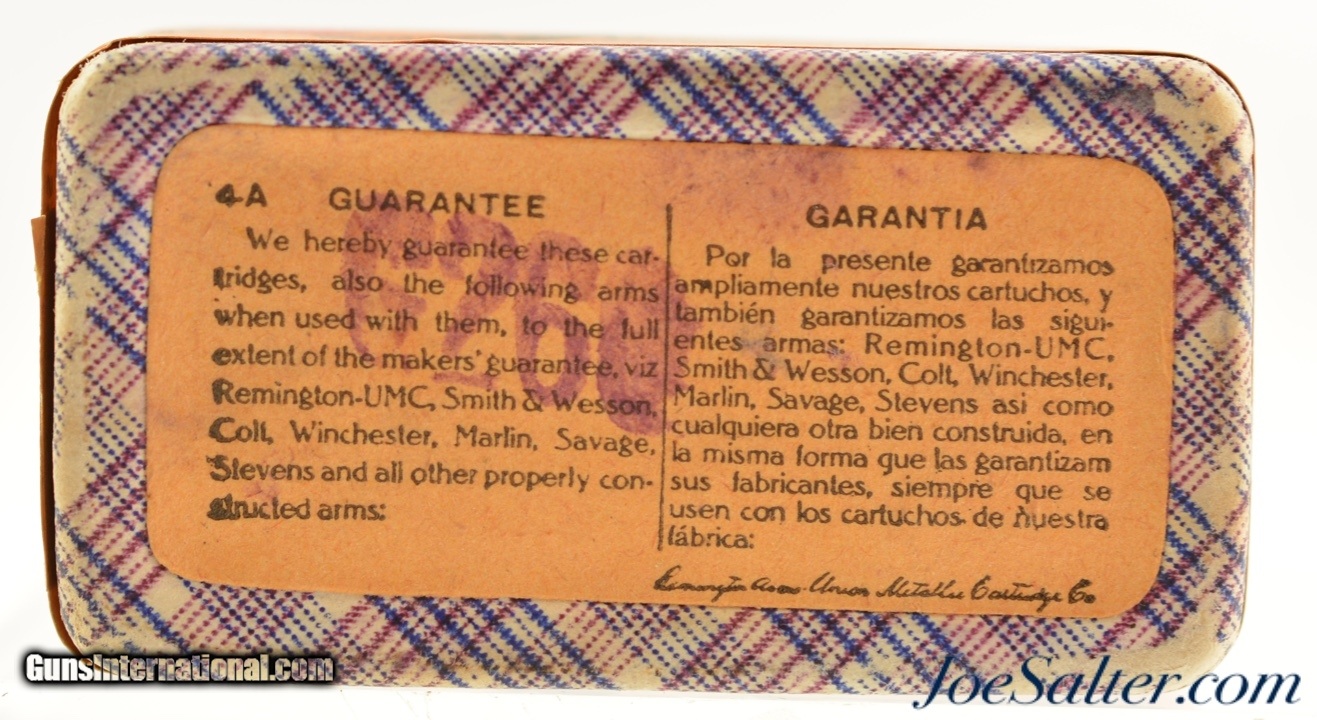 4-A GUARANTEE
We hereby guarantee these car-
tridges, also the following arms
when used with them, to the full
extent of the makers' guarantee, viz
Remington-UMC, Smith & Wesson,
Colt, Winchester, Marlin, Savage,
Stevens and all other properly con-
structed arms:
GARANTIA
Por la presente garantizamos
ampliamente nuestros cartuchos, y
también garantizamos las sigui-
entes armas: Remington-UMC,
Smith & Wesson, Colt, Winchester,
Marlin, Savage, Stevens asi como
cualquiera otra bien construida, en
la misma forma que las garantizam
sus fabricantes, siempre que se
usen con los cartuchos de nuestra
fábrica:
Remington Arms-Union Metallic Cartridge Co
GunsInternational.com
JoeSalter.com